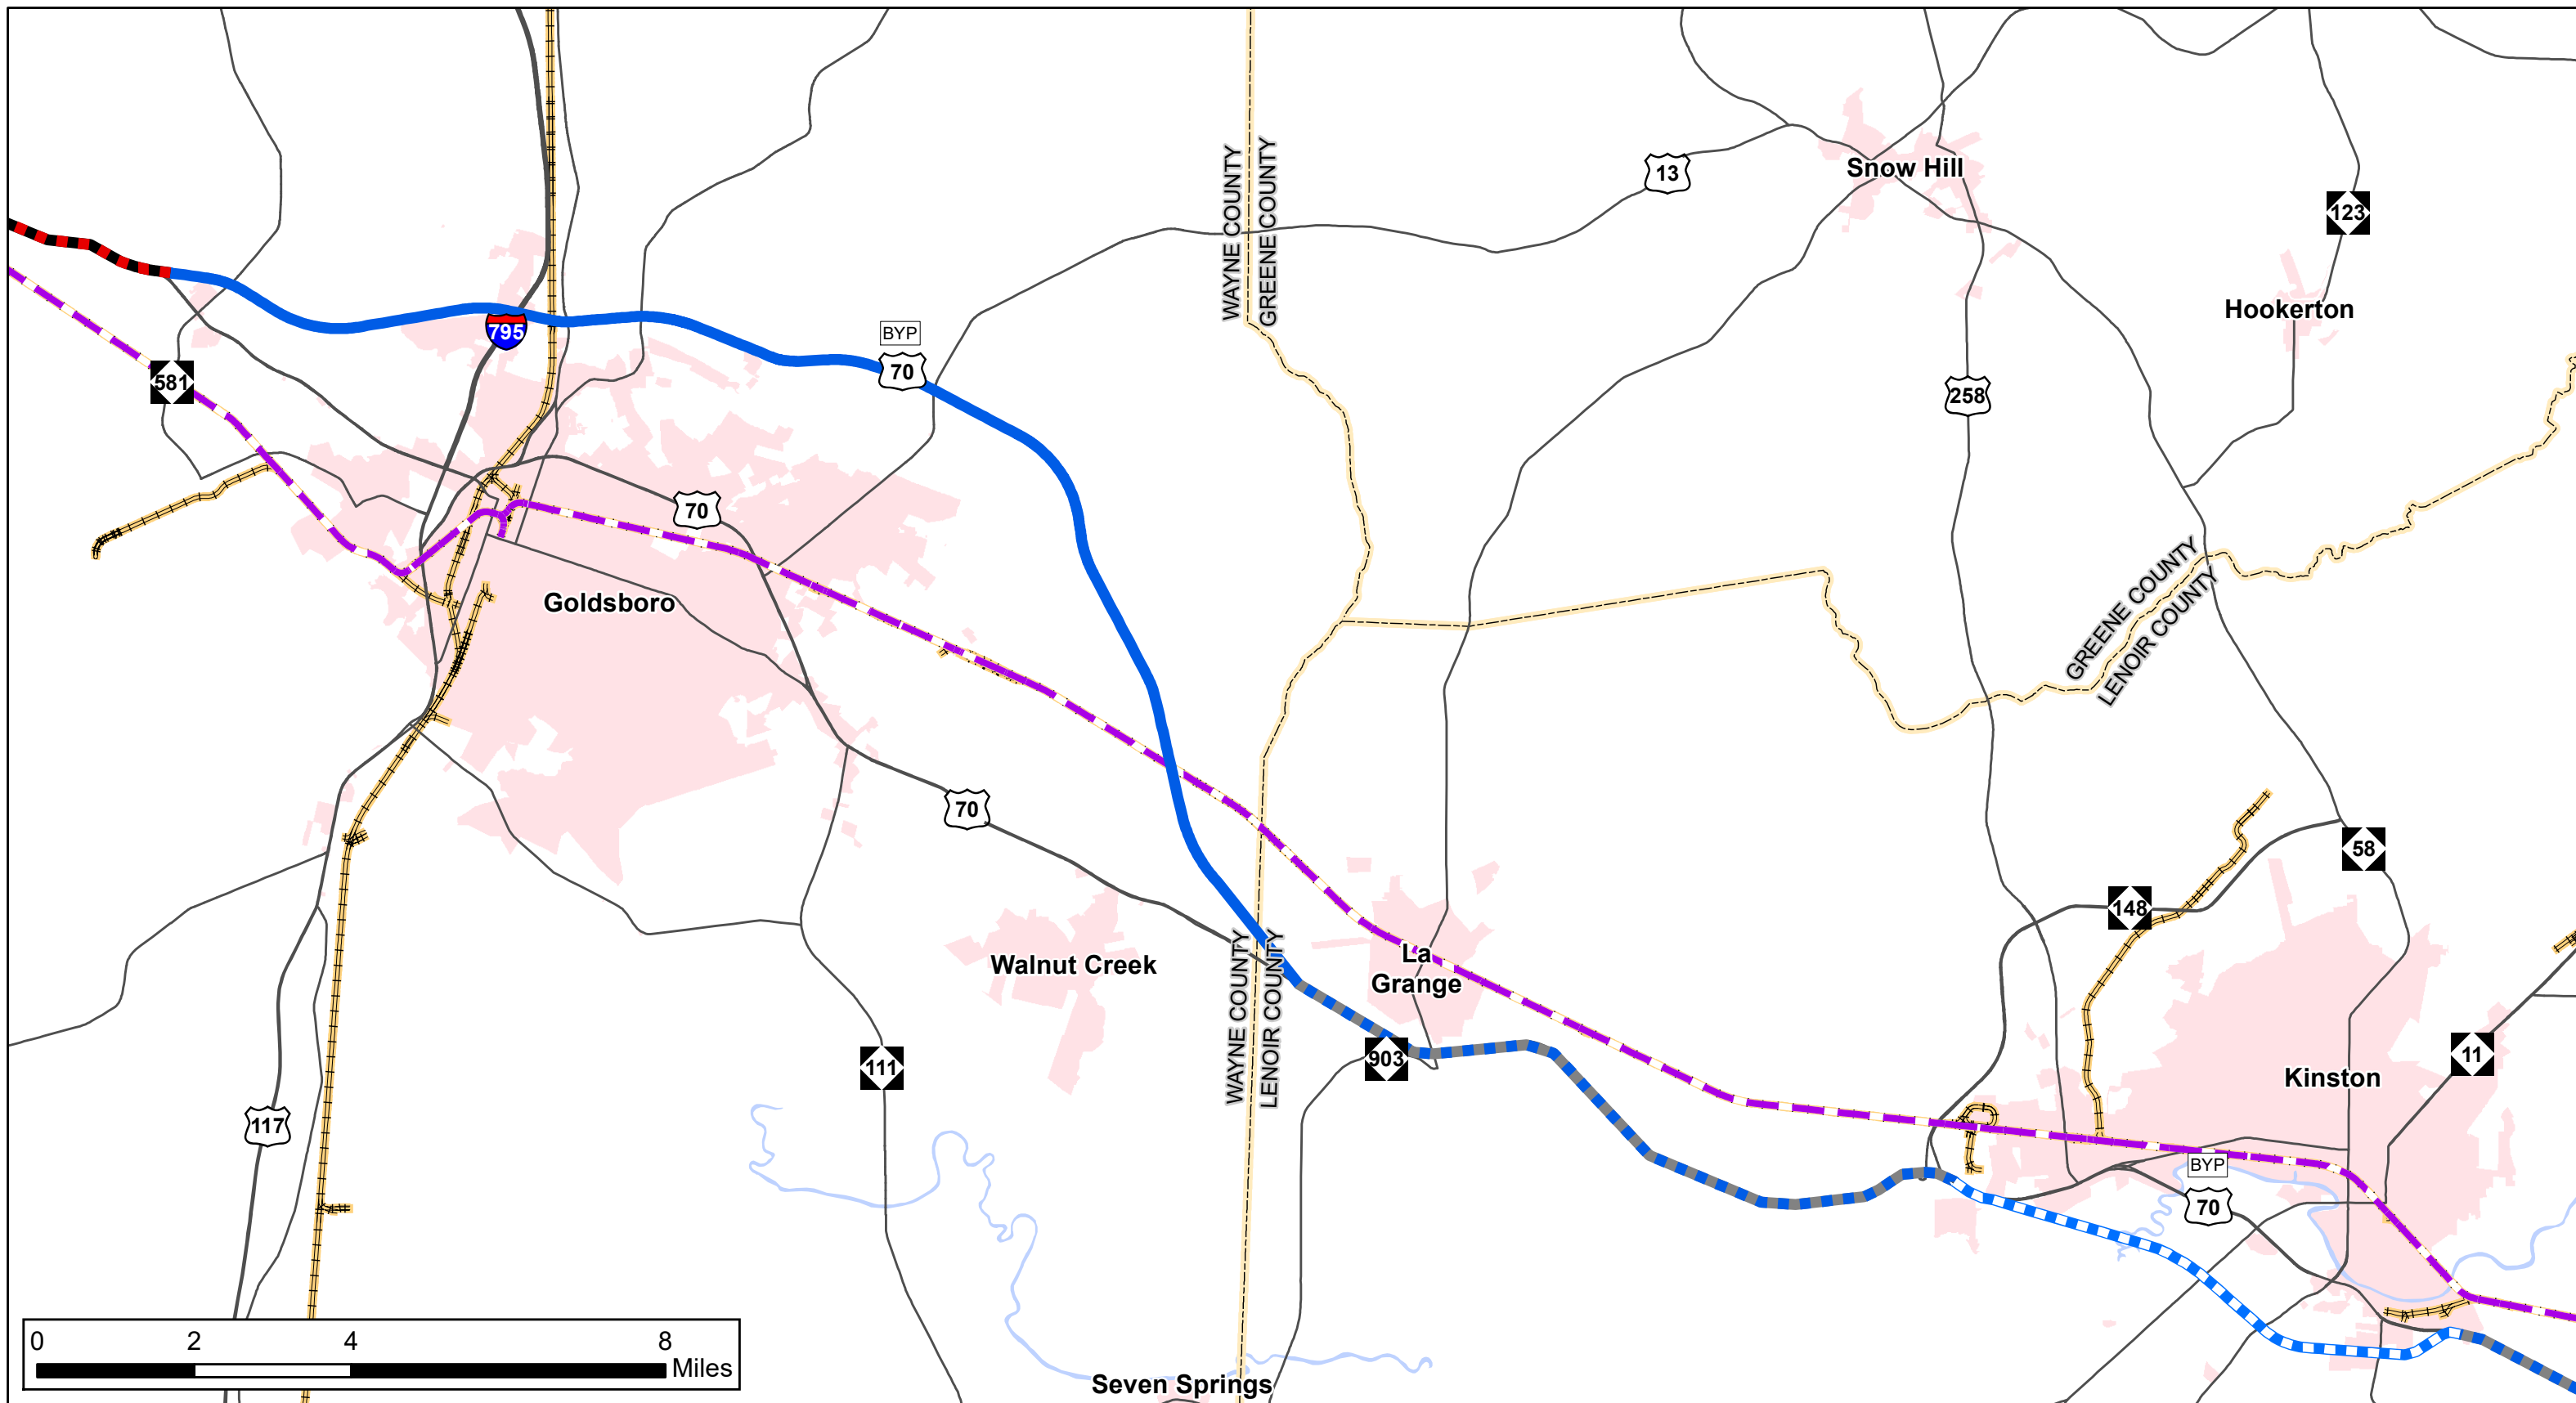 WAYNE COUNTY
GREENE COUNTY
13
Snow Hill
123
Hookerton
795
BYP
70
581
258
70
Goldsboro
GREENE COUNTY
LENOIR COUNTY
70
58
148
Walnut Creek
La
Grange
WAYNE COUNTY
LENOIR COUNTY
111
903
11
Kinston
117
BYP
70
0 2 4 8
Miles
Seven Springs